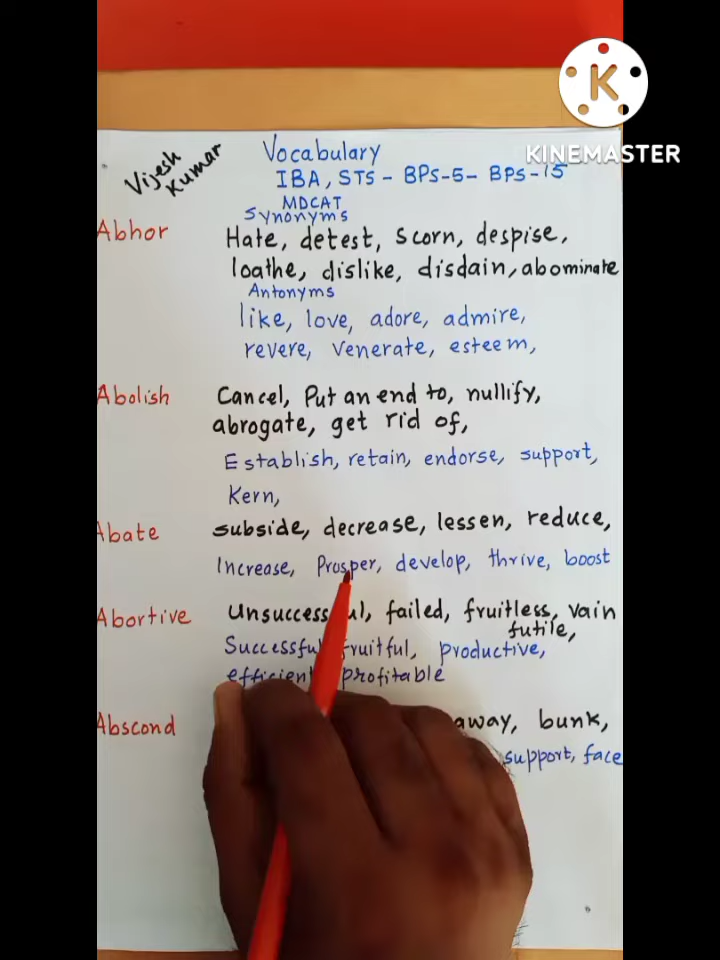 K
KINEMASTER
Vijesh
Kumar
Vocabulary
IBA, STS - BPS-5- BPS-15
MDCAT
Synonyms
Abhor
Hate, detest, scorn, despise,
loathe, dislike, disdain, abominate
Antonyms
like, love, adore, admire,
revere, venerate, esteem,
Abolish
Cancel, Put an end to, nullify,
abrogate, get rid of,
Establish, retain, endorse, support,
Kern,
Abate
subside, decrease, lessen, reduce,
Increase, Prosper, develop, thrive, boost
Abortive
Unsuccessful, failed, fruitless, vain
futile,
Successful fruitful, productive,
efficient profitable
Abscond
away, bunk,
support, face